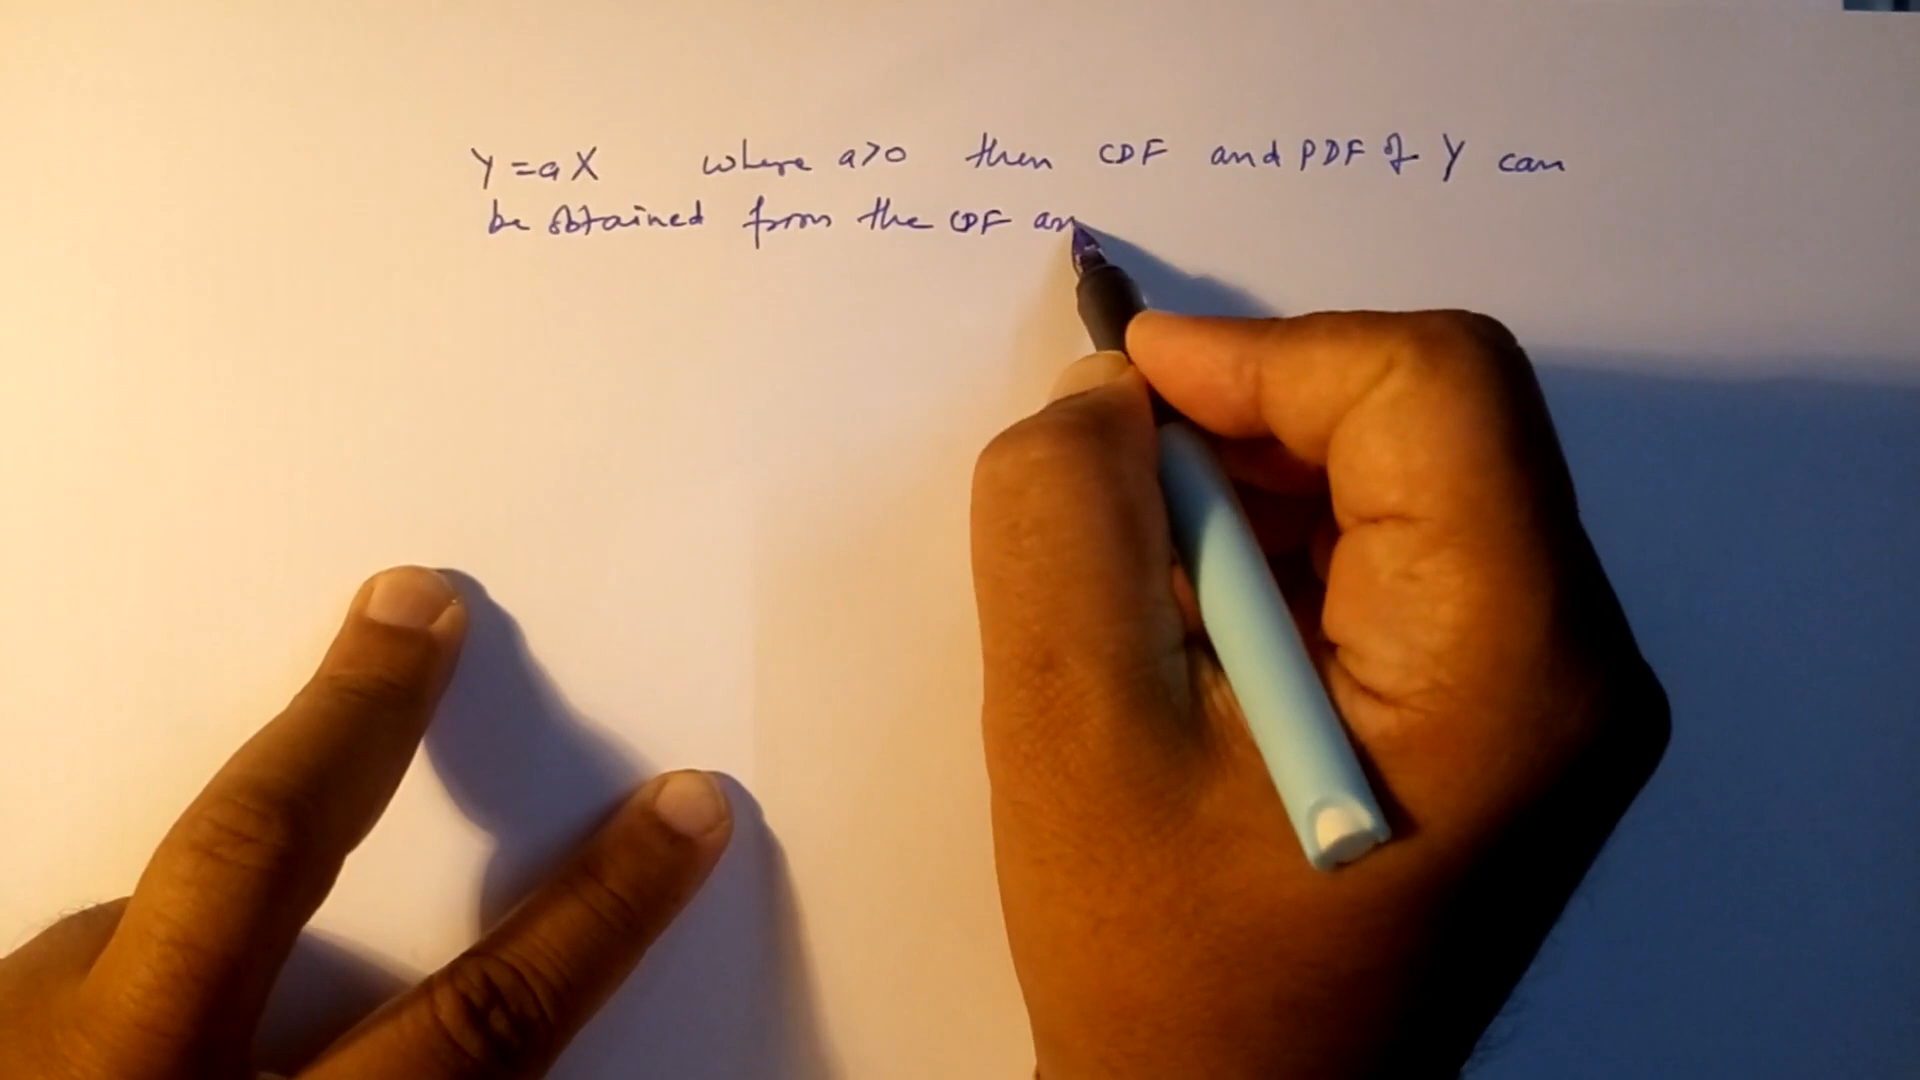 Y = aX where a>0 then CDF and PDF of Y can
be obtained from the CDF an